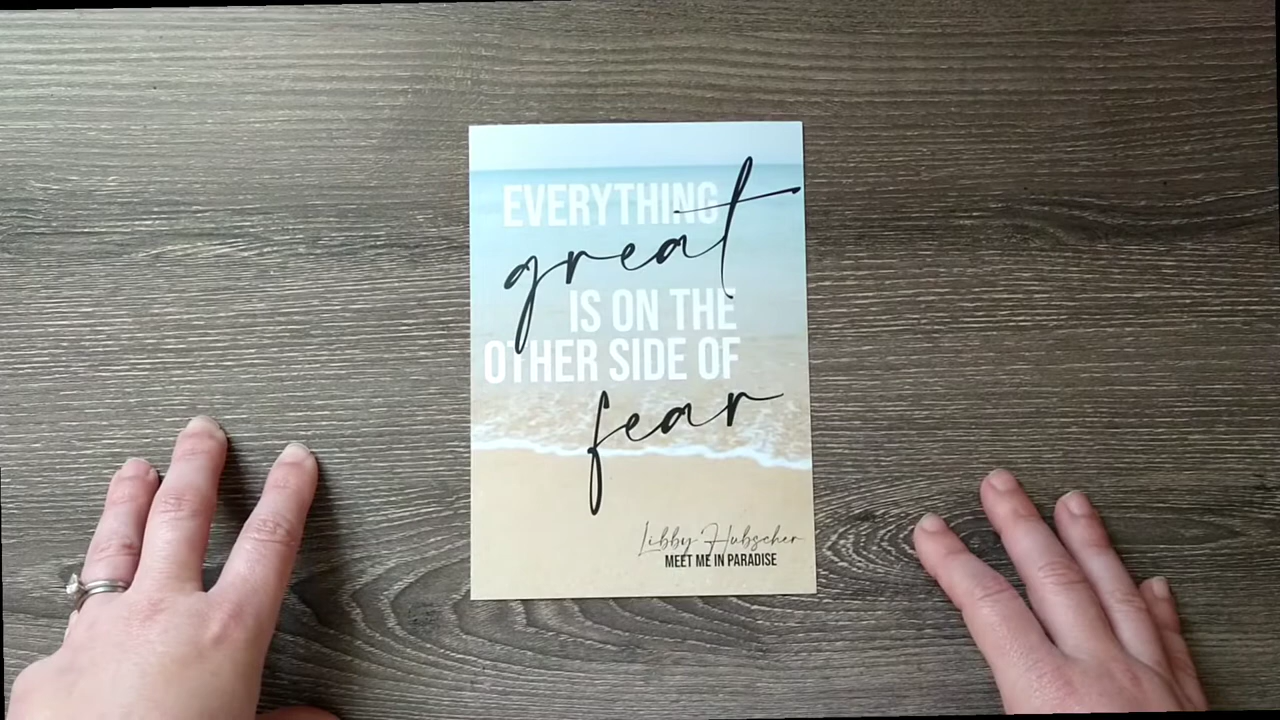 EVERYTHING
great
IS ON THE
OTHER SIDE OF
fear
Libby Hubscher
MEET ME IN PARADISE